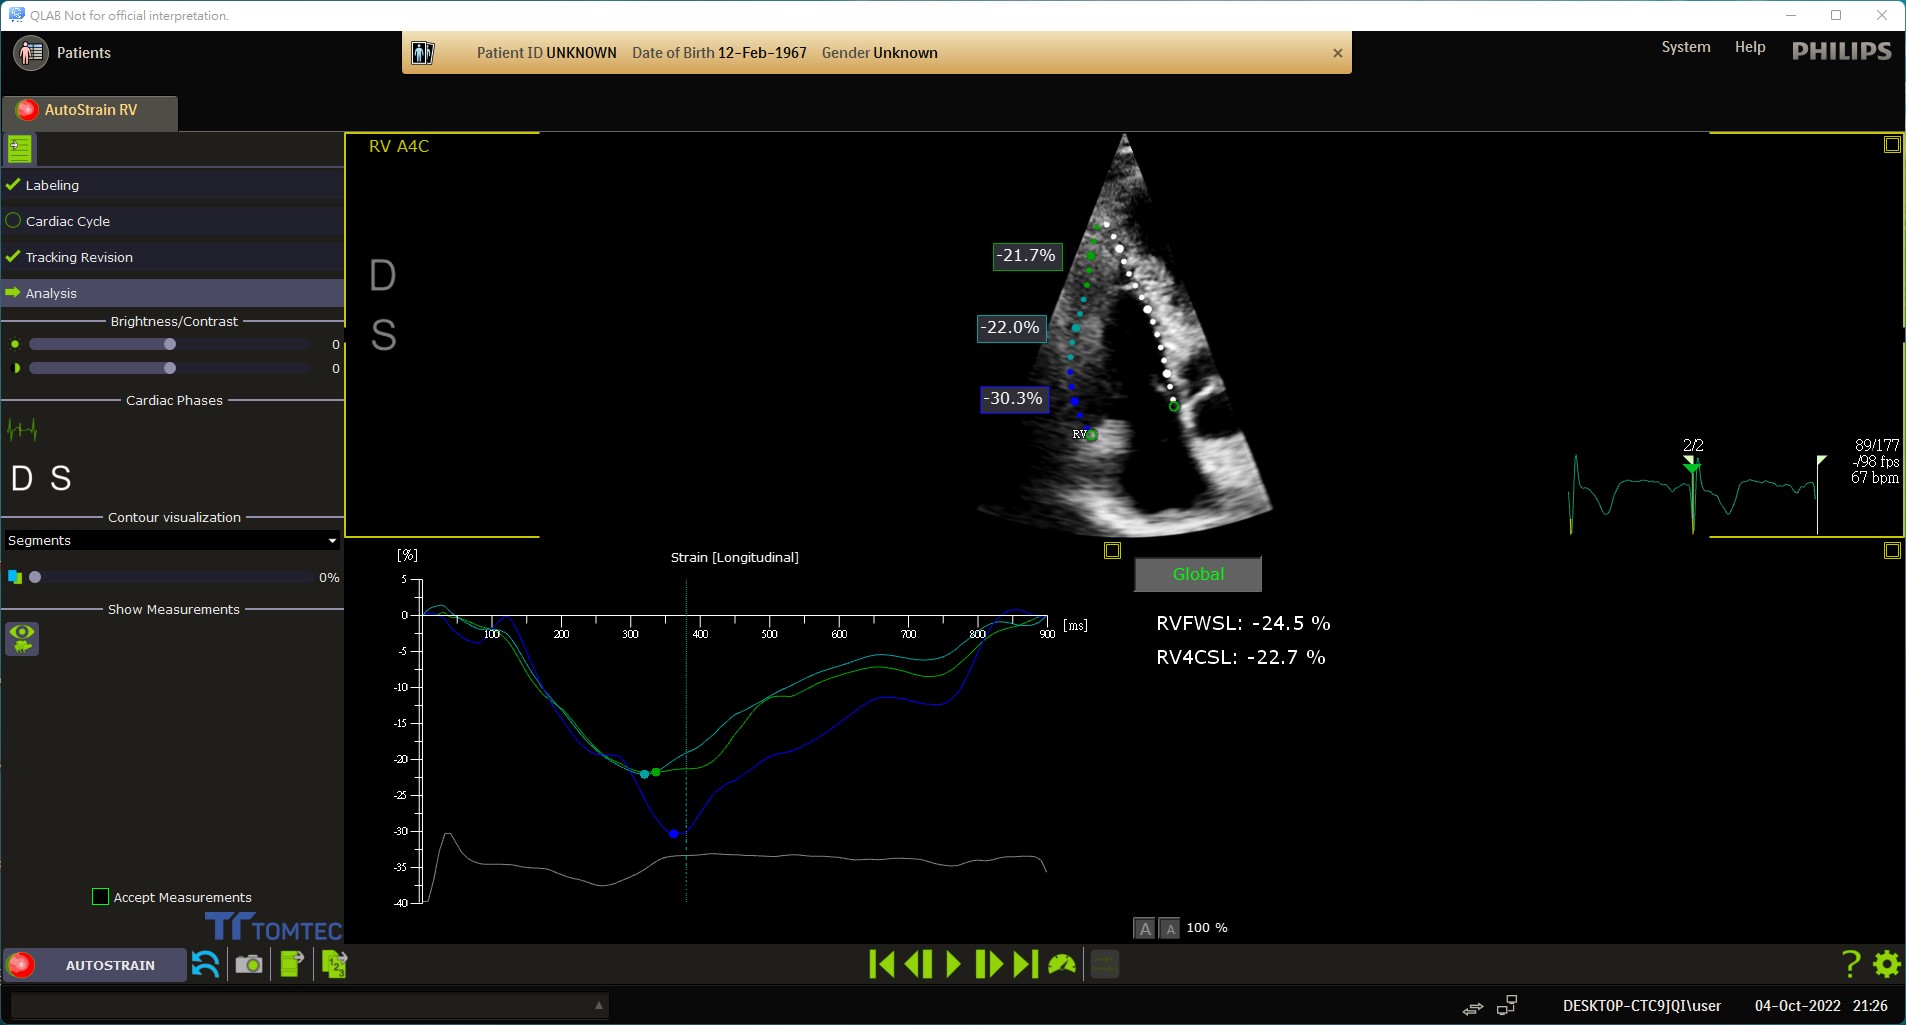 QLAB Not for official interpretation.
Patients
Patient ID UNKNOWN Date of Birth 12-Feb-1967 Gender Unknown
System Help PHILIPS
AutoStrain RV
Labeling
Cardiac Cycle
Tracking Revision
Analysis
Brightness/Contrast
0
0
Cardiac Phases
D S
Contour visualization
Segments
0%
Show Measurements
Accept Measurements
TOMTEC
RV A4C
D
S
-21.7%
-22.0%
-30.3%
RV
2/2
89/177
-/98 fps
67 bpm
[%]
Strain [Longitudinal]
5
0
-5
-10
-15
-20
-25
-30
-35
-40
100 200 300 400 500 600 700 800 900 [ms]
Global
RVFWSL: -24.5 %
RV4CSL: -22.7 %
A A 100 %
AUTOSTRAIN
1 2 3
?
DESKTOP-CTC9JQI\user 04-Oct-2022 21:26